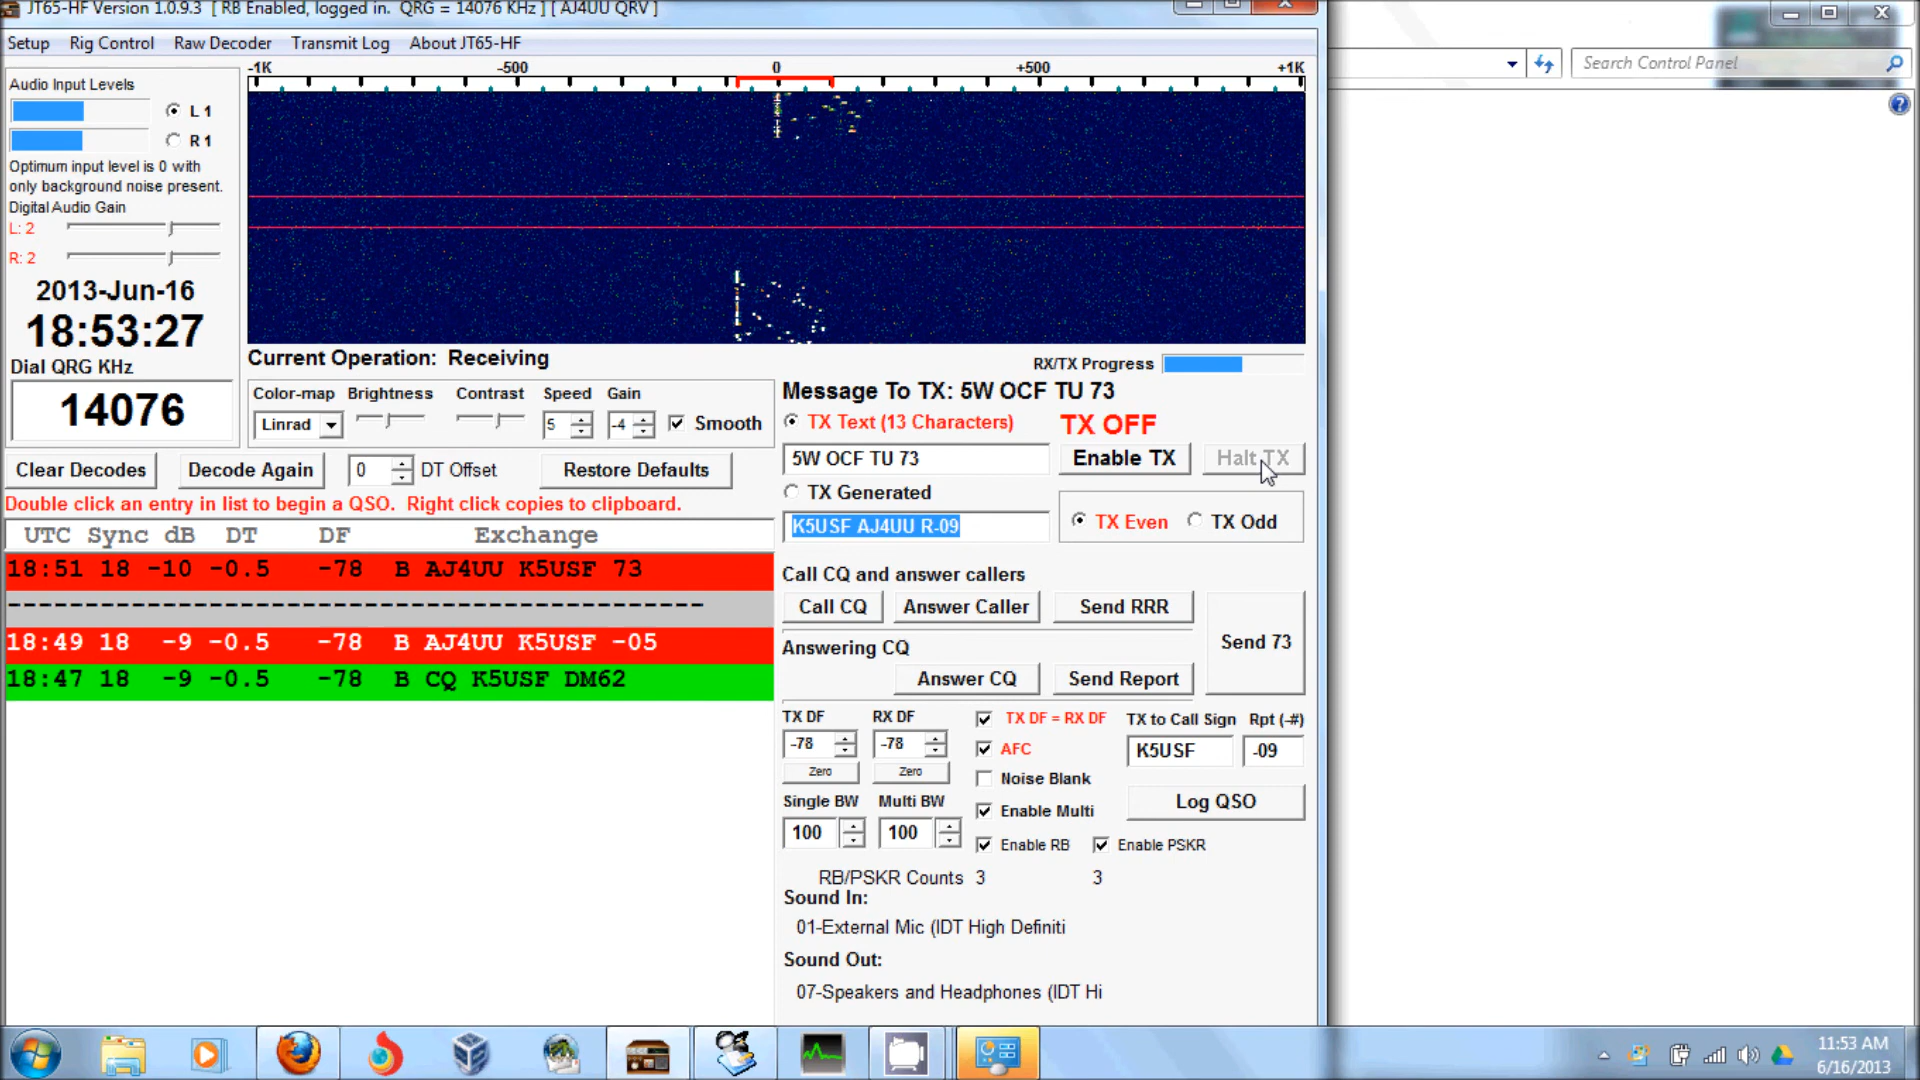 JT65-HF Version 1.0.9.3 [ RB Enabled, logged in. QRG = 14076 KHz ] [ AJ4UU QRV ]
Setup Rig Control Raw Decoder Transmit Log About JT65-HF
Search Control Panel
-1K -500 0 +500 +1K
Audio Input Levels
L 1
R 1
Optimum input level is 0 with
only background noise present.
Digital Audio Gain
L: 2
R: 2
2013-Jun-16
18:53:27
Dial QRG KHz
14076
Current Operation: Receiving
RX/TX Progress
Color-map Brightness Contrast Speed Gain
Linrad 5 -4 Smooth
Message To TX: 5W OCF TU 73
TX Text (13 Characters) TX OFF
5W OCF TU 73 Enable TX Halt TX
Clear Decodes Decode Again 0 DT Offset Restore Defaults
TX Generated
K5USF AJ4UU R-09 TX Even TX Odd
Double click an entry in list to begin a QSO. Right click copies to clipboard.
UTC Sync dB DT DF Exchange
18:51 18 -10 -0.5 -78 B AJ4UU K5USF 73
------------------------------------------
18:49 18 -9 -0.5 -78 B AJ4UU K5USF -05
18:47 18 -9 -0.5 -78 B CQ K5USF DM62
Call CQ and answer callers
Call CQ Answer Caller Send RRR
Send 73
Answering CQ
Answer CQ Send Report
TX DF RX DF TX DF = RX DF TX to Call Sign Rpt (-#)
-78 -78 AFC K5USF -09
Zero Zero Noise Blank
Single BW Multi BW Log QSO
100 100 Enable Multi
Enable RB Enable PSKR
RB/PSKR Counts 3 3
Sound In:
01-External Mic (IDT High Definiti
Sound Out:
07-Speakers and Headphones (IDT Hi
11:53 AM
6/16/2013